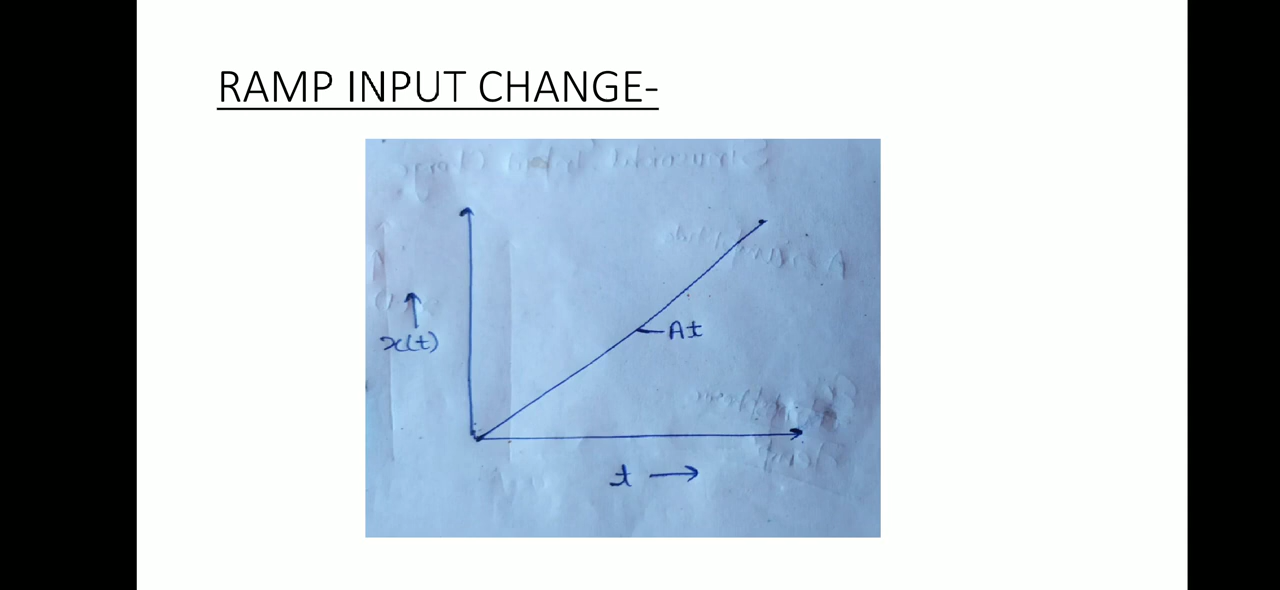 RAMP INPUT CHANGE-
x(t)
At
t